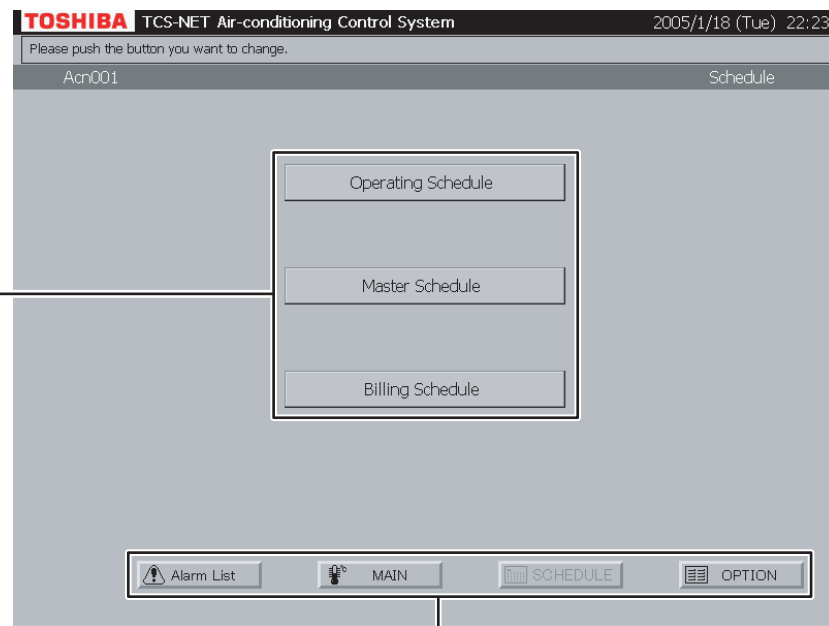 TOSHIBA TCS-NET Air-conditioning Control System 2005/1/18 (Tue) 22:23
Please push the button you want to change.
Acn001 Schedule
Operating Schedule
Master Schedule
Billing Schedule
Alarm List MAIN SCHEDULE OPTION